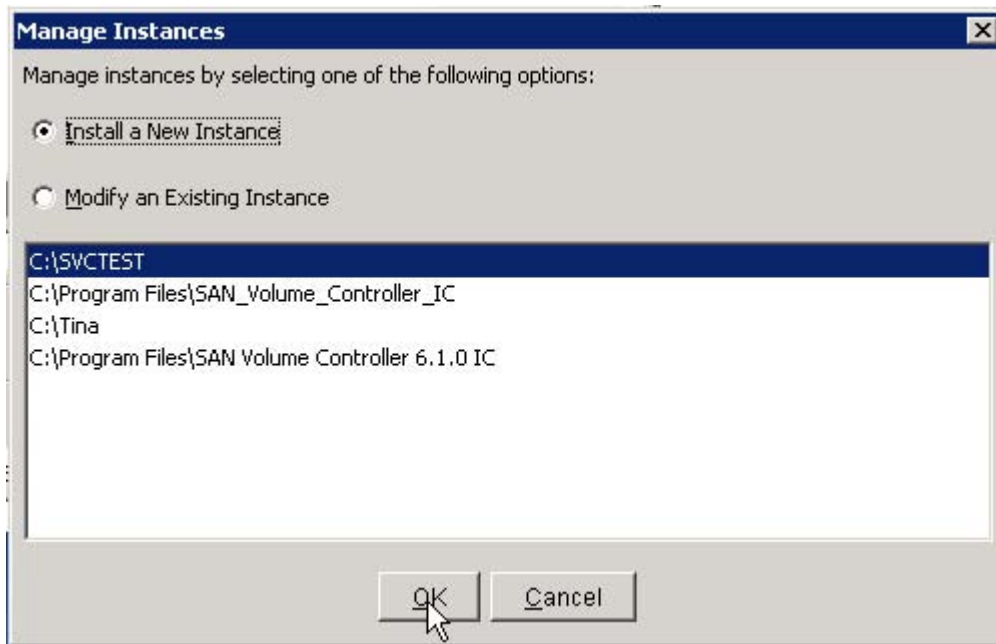 Manage Instances
Manage instances by selecting one of the following options:
Install a New Instance
Modify an Existing Instance
C:\SVCTEST
C:\Program Files\SAN_Volume_Controller_IC
C:\Tina
C:\Program Files\SAN Volume Controller 6.1.0 IC
OK
Cancel